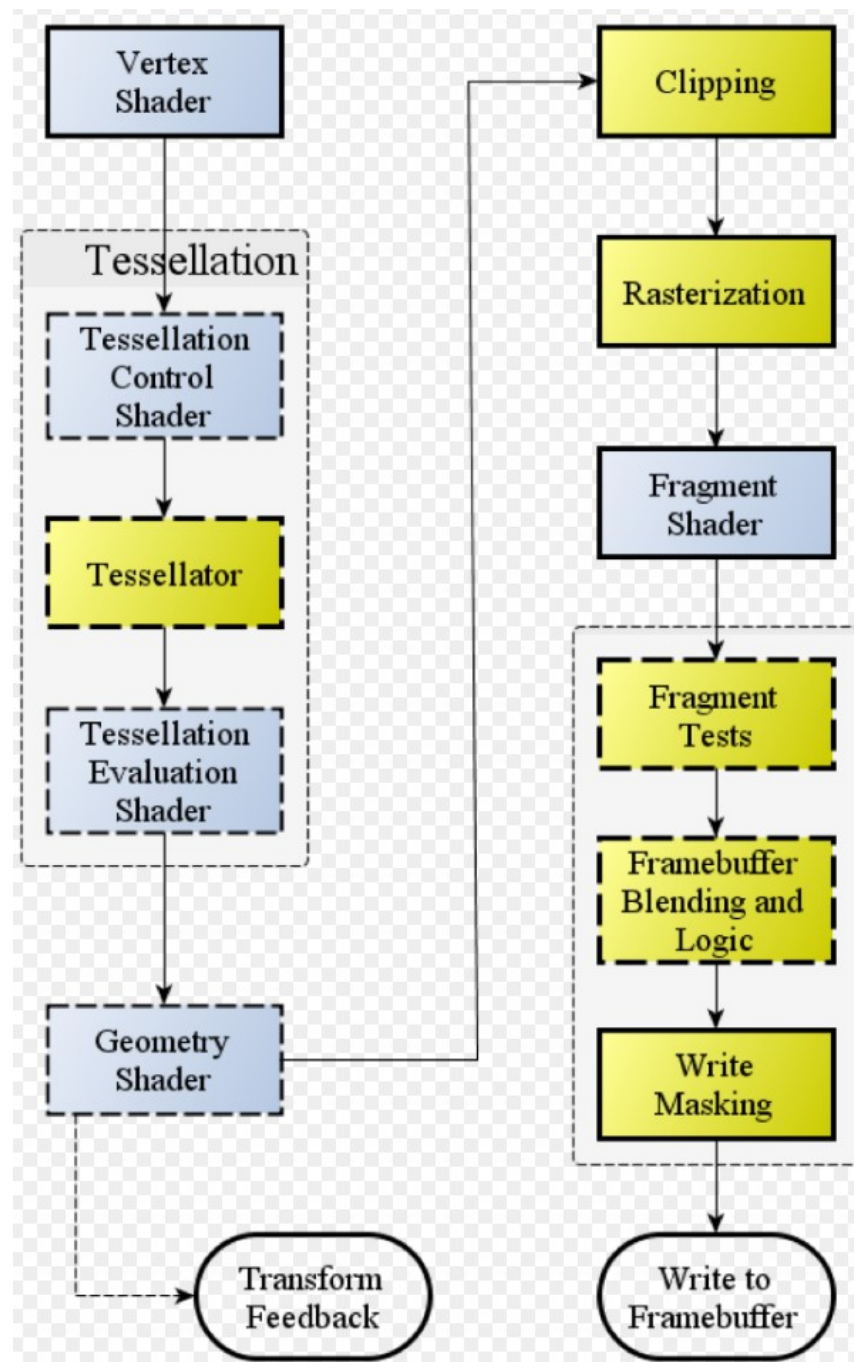 Vertex
Shader
Tessellation
Tessellation
Control
Shader
Tessellator
Tessellation
Evaluation
Shader
Geometry
Shader
Transform
Feedback
Clipping
Rasterization
Fragment
Shader
Fragment
Tests
Framebuffer
Blending and
Logic
Write
Masking
Write to
Framebuffer